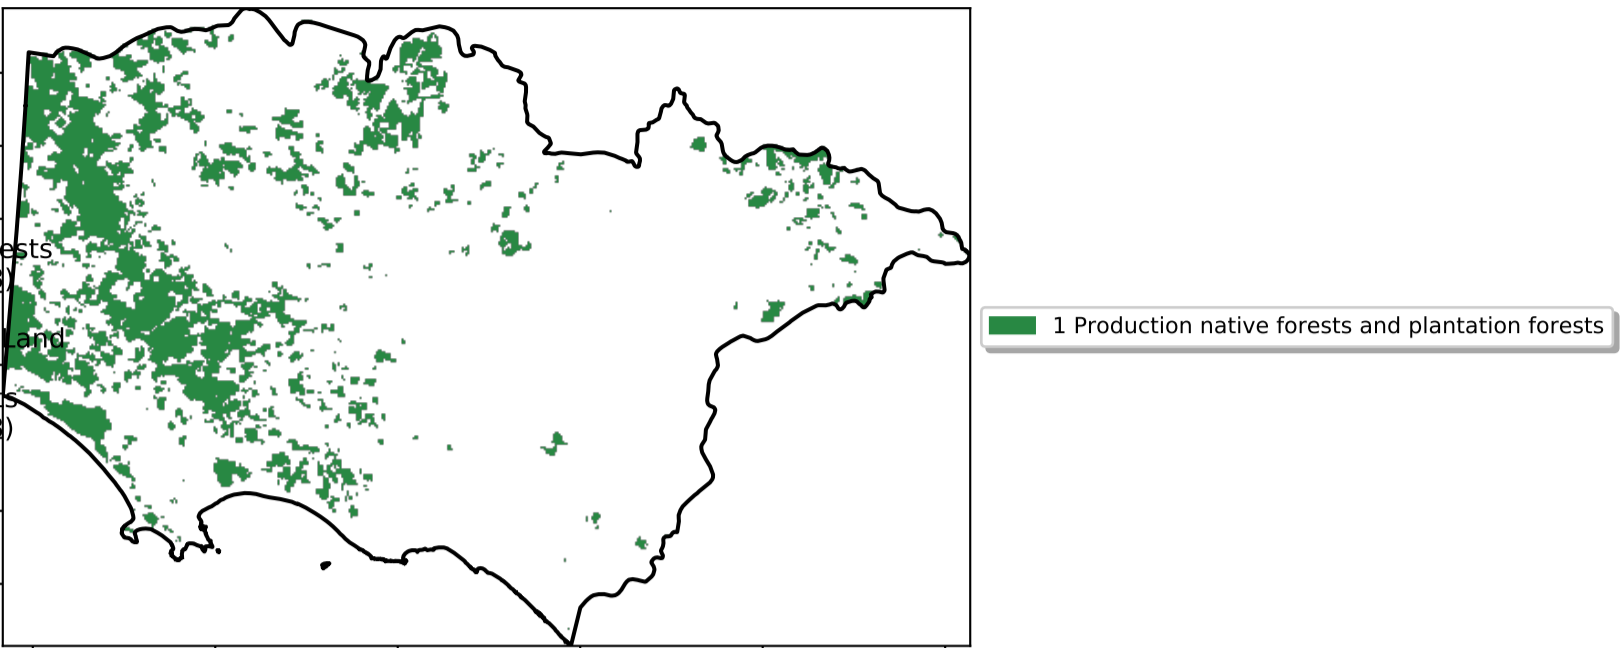 ests
)
Land
s
)
1 Production native forests and plantation forests